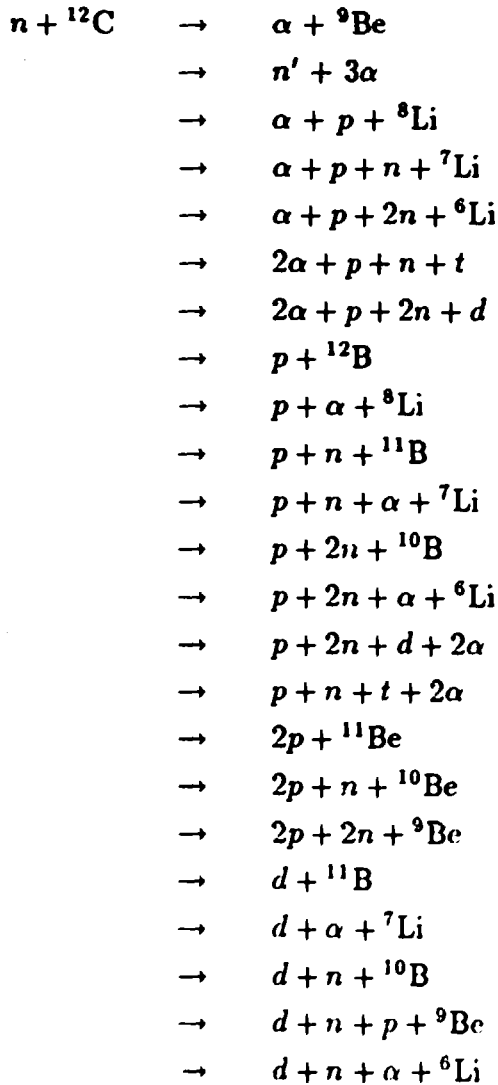 n + ¹²C → α + ⁹Be
→ n′ + 3α
→ α + p + ⁸Li
→ α + p + n + ⁷Li
→ α + p + 2n + ⁶Li
→ 2α + p + n + t
→ 2α + p + 2n + d
→ p + ¹²B
→ p + α + ⁸Li
→ p + n + ¹¹B
→ p + n + α + ⁷Li
→ p + 2n + ¹⁰B
→ p + 2n + α + ⁶Li
→ p + 2n + d + 2α
→ p + n + t + 2α
→ 2p + ¹¹Be
→ 2p + n + ¹⁰Be
→ 2p + 2n + ⁹Be
→ d + ¹¹B
→ d + α + ⁷Li
→ d + n + ¹⁰B
→ d + n + p + ⁹Be
→ d + n + α + ⁶Li